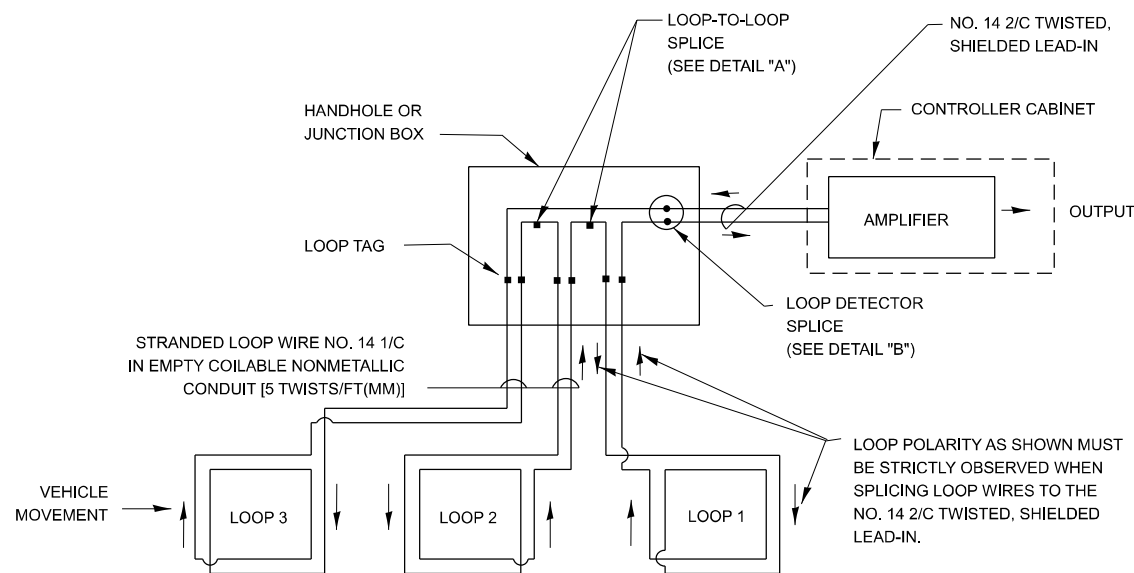 LOOP-TO-LOOP
SPLICE
(SEE DETAIL "A")
NO. 14 2/C TWISTED,
SHIELDED LEAD-IN
HANDHOLE OR
JUNCTION BOX
CONTROLLER CABINET
AMPLIFIER
OUTPUT
LOOP TAG
LOOP DETECTOR
SPLICE
(SEE DETAIL "B")
STRANDED LOOP WIRE NO. 14 1/C
IN EMPTY COILABLE NONMETALLIC
CONDUIT [5 TWISTS/FT(MM)]
LOOP POLARITY AS SHOWN MUST
BE STRICTLY OBSERVED WHEN
SPLICING LOOP WIRES TO THE
NO. 14 2/C TWISTED, SHIELDED
LEAD-IN.
VEHICLE
MOVEMENT
LOOP 3
LOOP 2
LOOP 1